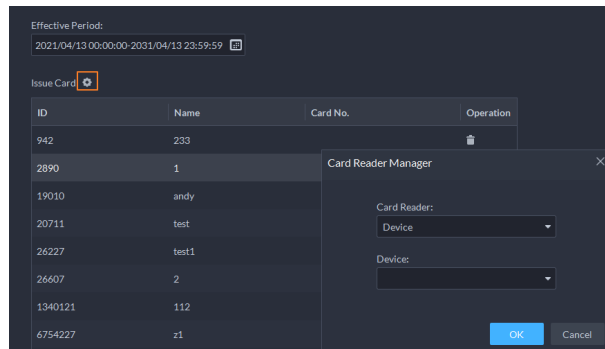 Effective Period:
2021/04/13 00:00:00-2031/04/13 23:59:59
Issue Card
ID Name Card No. Operation
942 233
2890 1
19010 andy
20711 test
26227 test1
26607 2
1340121 112
6754227 z1
Card Reader Manager
Card Reader:
Device
Device:
OK Cancel